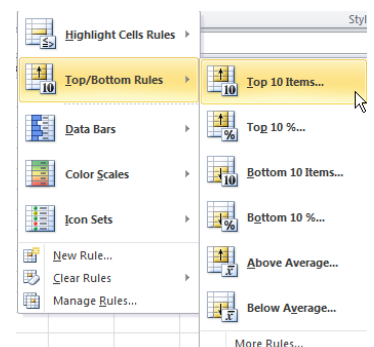 Styl
Highlight Cells Rules
Top/Bottom Rules
Data Bars
Color Scales
Icon Sets
New Rule...
Clear Rules
Manage Rules...
Top 10 Items...
Top 10 %...
Bottom 10 Items...
Bottom 10 %...
Above Average...
Below Average...
More Rules...